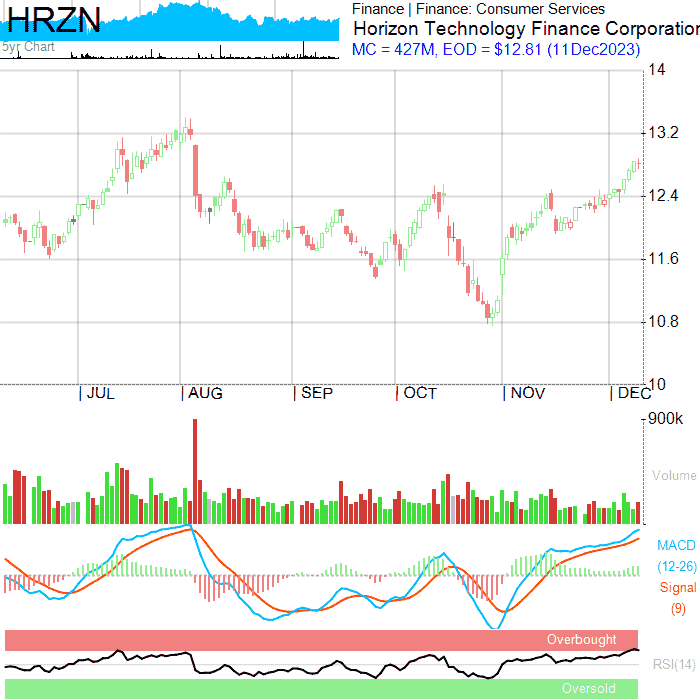 HRZN
5yr Chart
Finance | Finance: Consumer Services
Horizon Technology Finance Corporation
MC = 427M, EOD = $12.81 (11Dec2023)
14
13.2
12.4
11.6
10.8
10
| JUL | AUG | SEP | OCT | NOV | DEC
900k
Volume
MACD
(12-26)
Signal
(9)
Overbought
RSI(14)
Oversold